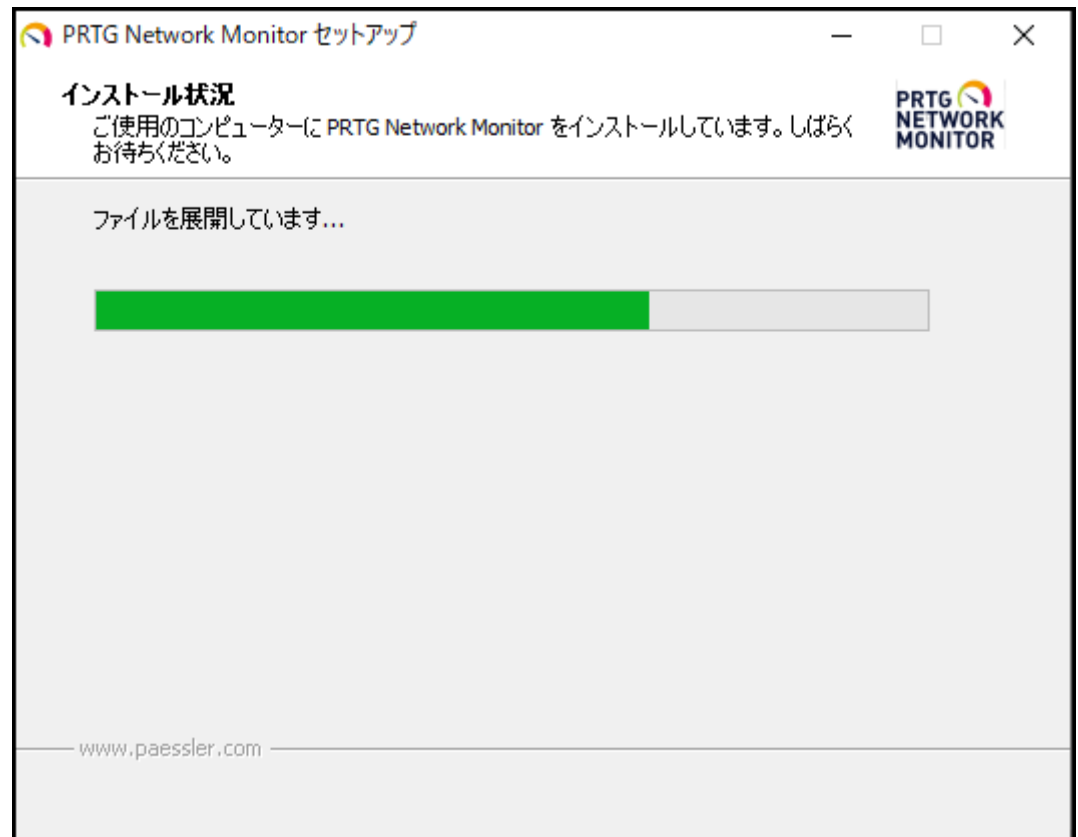 PRTG Network Monitor セットアップ
インストール状況
ご使用のコンピューターに PRTG Network Monitor をインストールしています。しばらく
お待ちください。
PRTG
NETWORK
MONITOR
ファイルを展開しています...
www.paessler.com